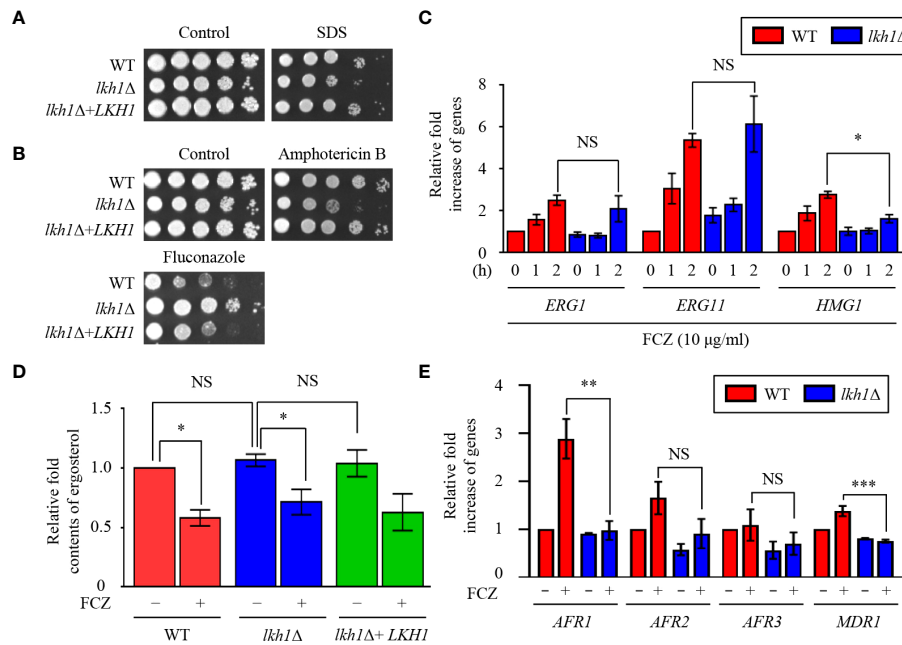 A
Control SDS
WT
lkh1Δ
lkh1Δ+LKH1
B
Control Amphotericin B
WT
lkh1Δ
lkh1Δ+LKH1
Fluconazole
WT
lkh1Δ
lkh1Δ+LKH1
C
WT lkh1Δ
Relative fold
increase of genes
8
6
4
2
0
NS
NS
*
(h) 0 1 2 0 1 2 0 1 2 0 1 2 0 1 2 0 1 2
ERG1 ERG11 HMG1
FCZ (10 μg/ml)
D
Relative fold
contents of ergosterol
1.5
1.0
0.5
0
NS
NS
*
*
FCZ − + − + − +
WT lkh1Δ lkh1Δ+ LKH1
E
WT lkh1Δ
Relative fold
increase of genes
4
3
2
1
0
**
NS
NS
***
FCZ - + - + - + - + - + - + - + - +
AFR1 AFR2 AFR3 MDR1